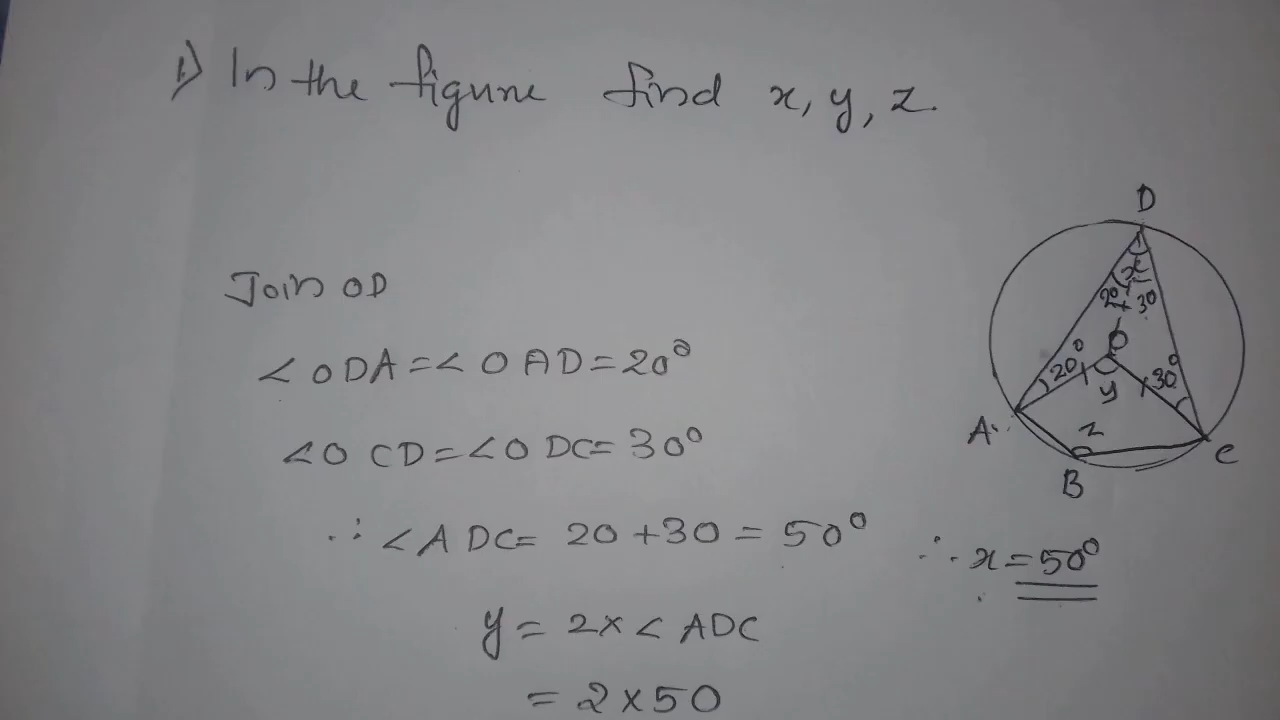 1) In the figure find x, y, z.
D
x
20 + 30
O
20°
30°
y
A
z
C
B
Join OD
∠ODA = ∠OAD = 20°
∠OCD = ∠ODC = 30°
∴ ∠ADC = 20 + 30 = 50° ∴ x = 50°
y = 2 × ∠ADC
= 2 × 50